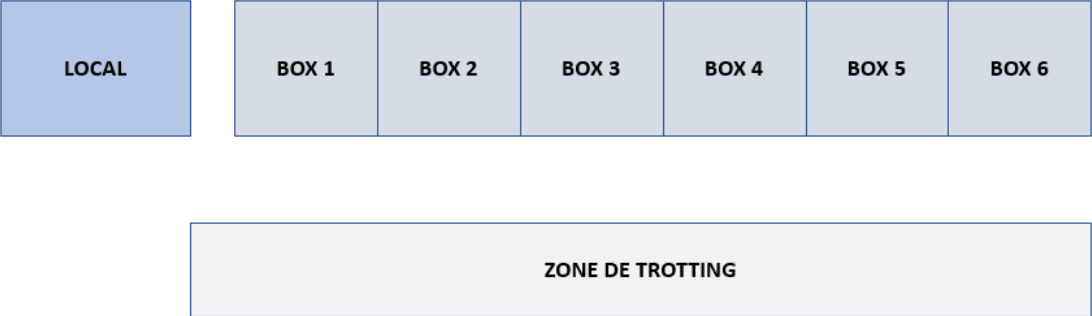 LOCAL
BOX 1
BOX 2
BOX 3
BOX 4
BOX 5
BOX 6
ZONE DE TROTTING